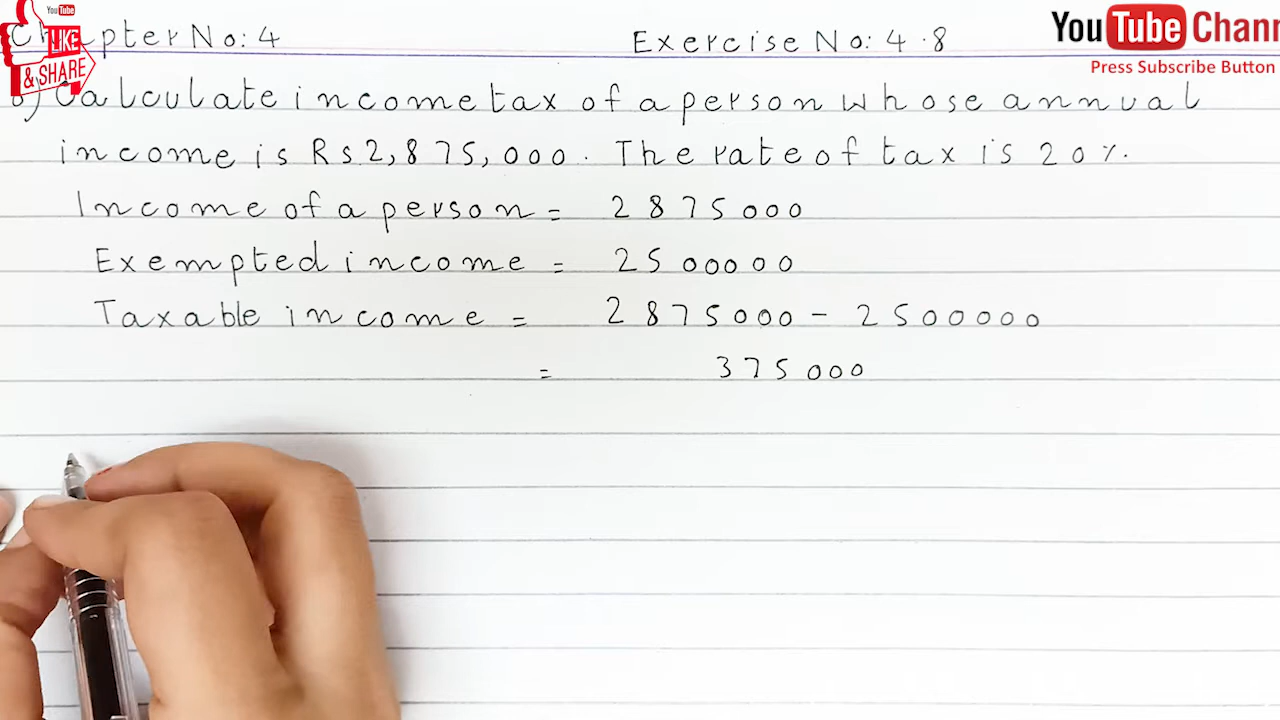 YouTube
LIKE
& SHARE
Chapter No: 4 Exercise No: 4.8
YouTube Chann
Press Subscribe Button
Calculate income tax of a person whose annual
income is Rs 2,875,000. The rate of tax is 20%.
Income of a person = 2875000
Exempted income = 2500000
Taxable income = 2875000 - 2500000
= 375000